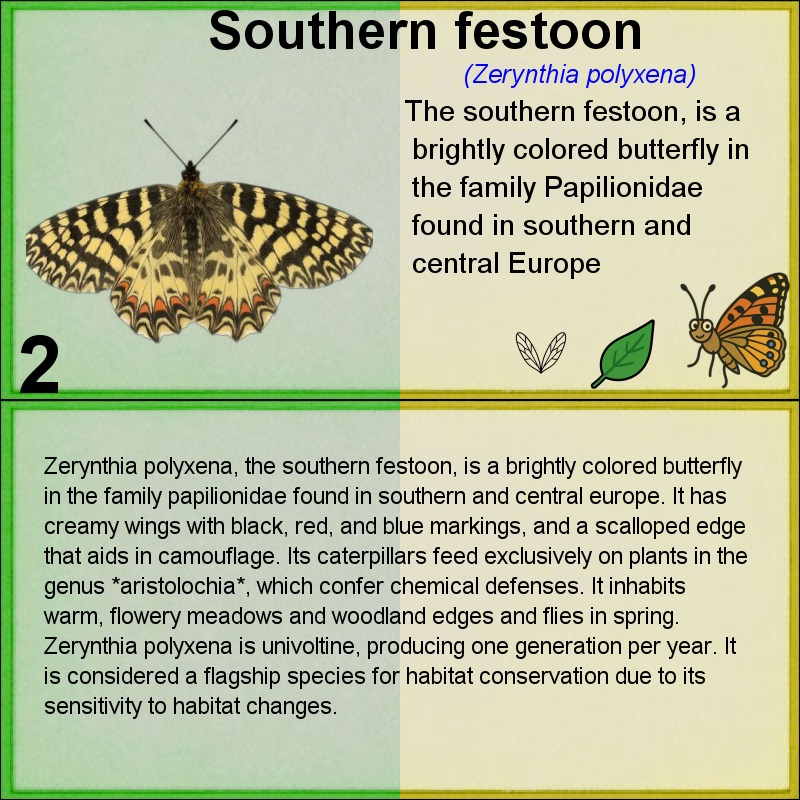 Southern festoon
(Zerynthia polyxena)
The southern festoon, is a
brightly colored butterfly in
the family Papilionidae
found in southern and
central Europe
2
Zerynthia polyxena, the southern festoon, is a brightly colored butterfly
in the family papilionidae found in southern and central europe. It has
creamy wings with black, red, and blue markings, and a scalloped edge
that aids in camouflage. Its caterpillars feed exclusively on plants in the
genus *aristolochia*, which confer chemical defenses. It inhabits
warm, flowery meadows and woodland edges and flies in spring.
Zerynthia polyxena is univoltine, producing one generation per year. It
is considered a flagship species for habitat conservation due to its
sensitivity to habitat changes.